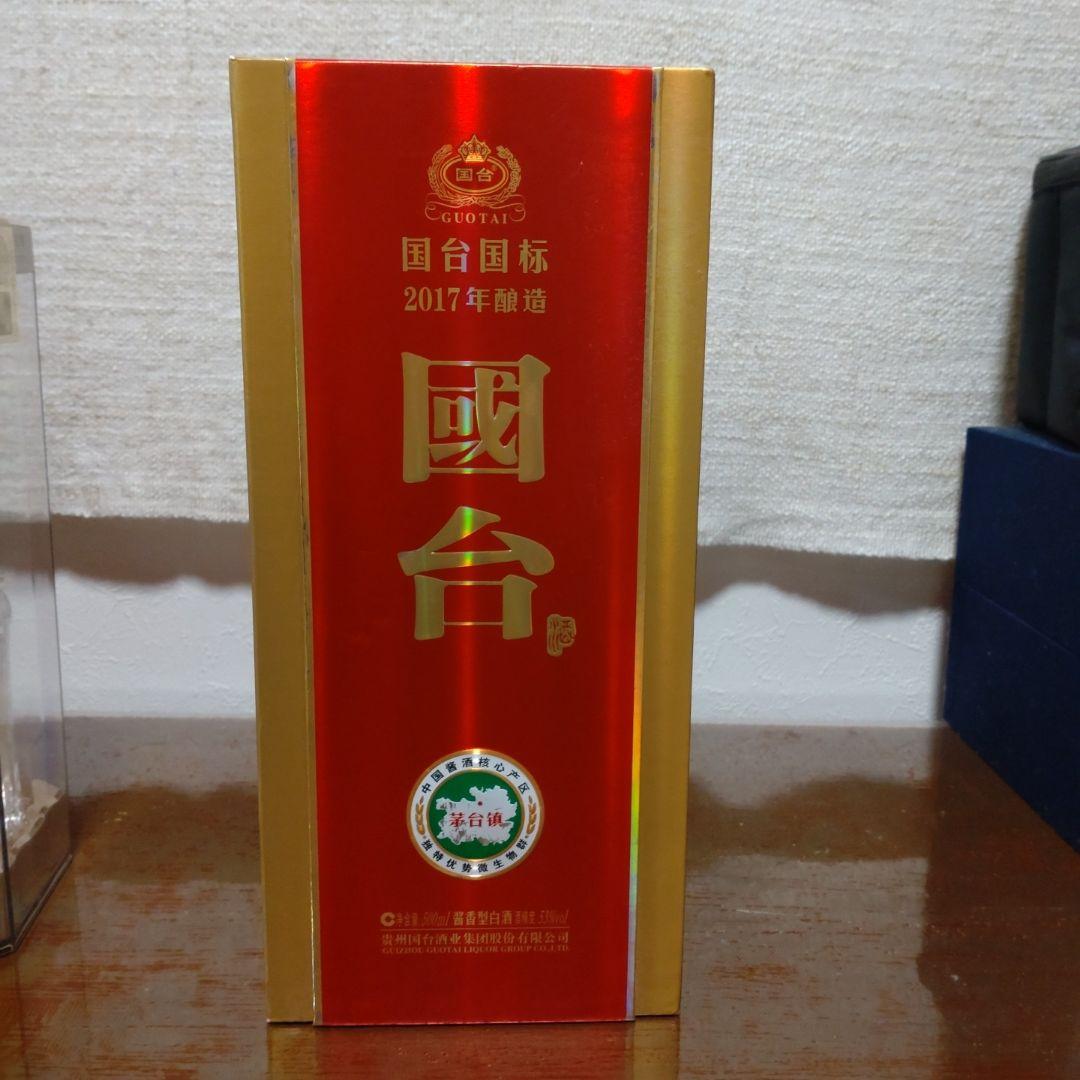 国台
GUOTAI
国台国标
2017年酿造
國
台
酒
中国酱酒核心产区
茅台镇
独特优势微生物群
净含量:500ml/酱香型白酒 酒精度:53%vol
贵州国台酒业集团股份有限公司
GUIZHOU GUOTAI LIQUOR GROUP CO.,LTD.